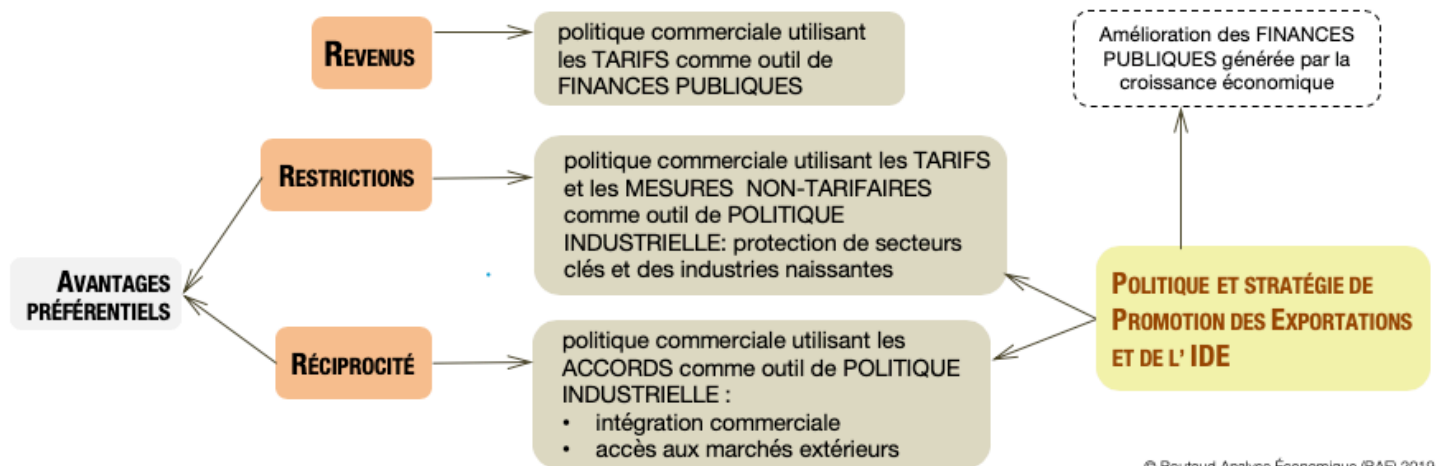 REVENUS
politique commerciale utilisant
les TARIFS comme outil de
FINANCES PUBLIQUES
Amélioration des FINANCES
PUBLIQUES générée par la
croissance économique
RESTRICTIONS
politique commerciale utilisant les TARIFS
et les MESURES NON-TARIFAIRES
comme outil de POLITIQUE
INDUSTRIELLE: protection de secteurs
clés et des industries naissantes
AVANTAGES
PRÉFÉRENTIELS
POLITIQUE ET STRATÉGIE DE
PROMOTION DES EXPORTATIONS
ET DE L' IDE
RÉCIPROCITÉ
politique commerciale utilisant les
ACCORDS comme outil de POLITIQUE
INDUSTRIELLE :
• intégration commerciale
• accès aux marchés extérieurs